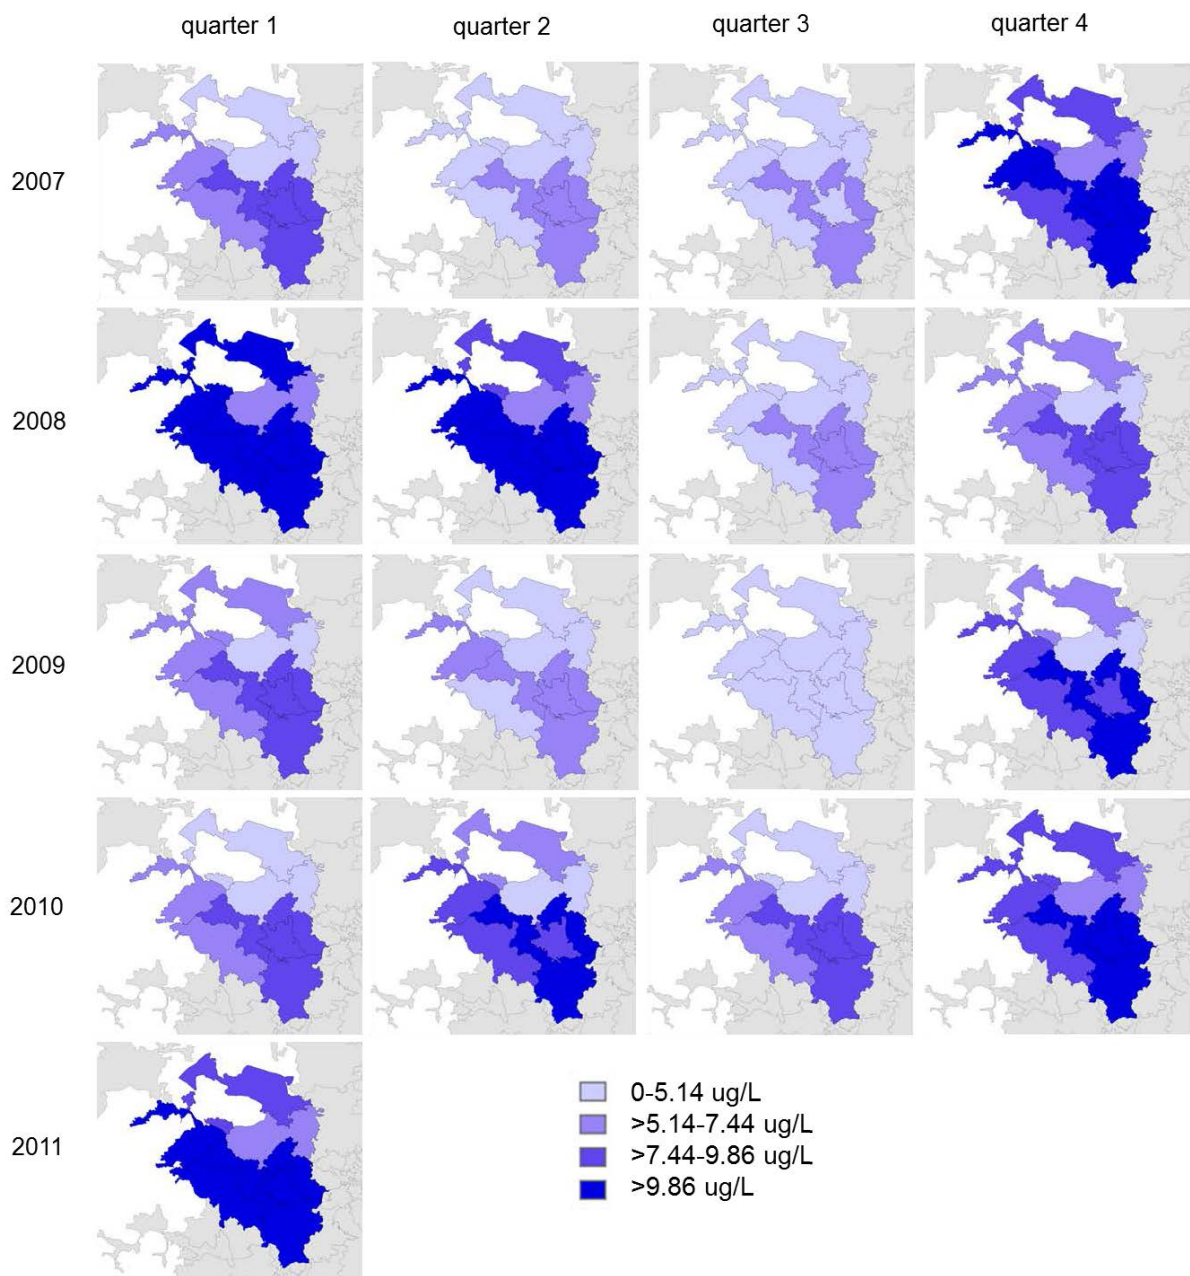 quarter 1 quarter 2 quarter 3 quarter 4
2007
2008
2009
2010
2011
0-5.14 ug/L
>5.14-7.44 ug/L
>7.44-9.86 ug/L
>9.86 ug/L